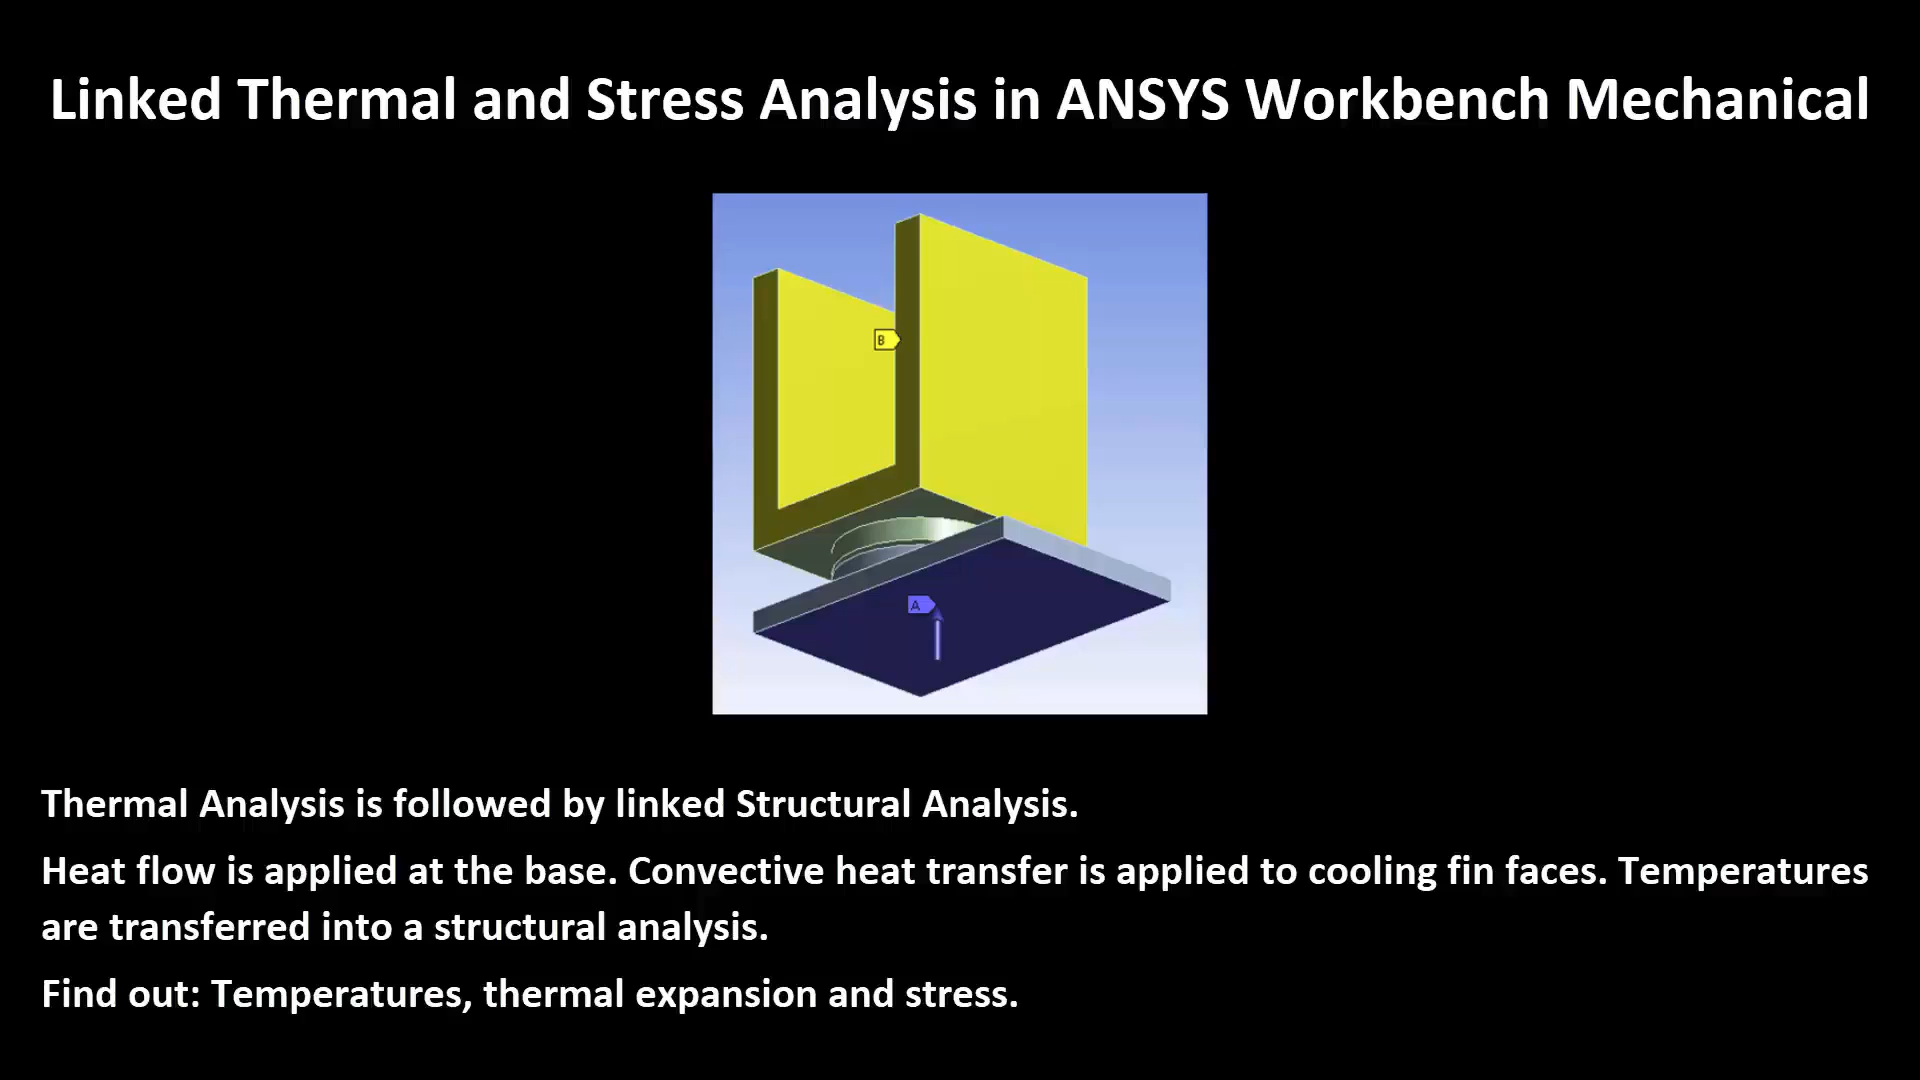 Linked Thermal and Stress Analysis in ANSYS Workbench Mechanical
B
A
Thermal Analysis is followed by linked Structural Analysis.
Heat flow is applied at the base. Convective heat transfer is applied to cooling fin faces. Temperatures
are transferred into a structural analysis.
Find out: Temperatures, thermal expansion and stress.